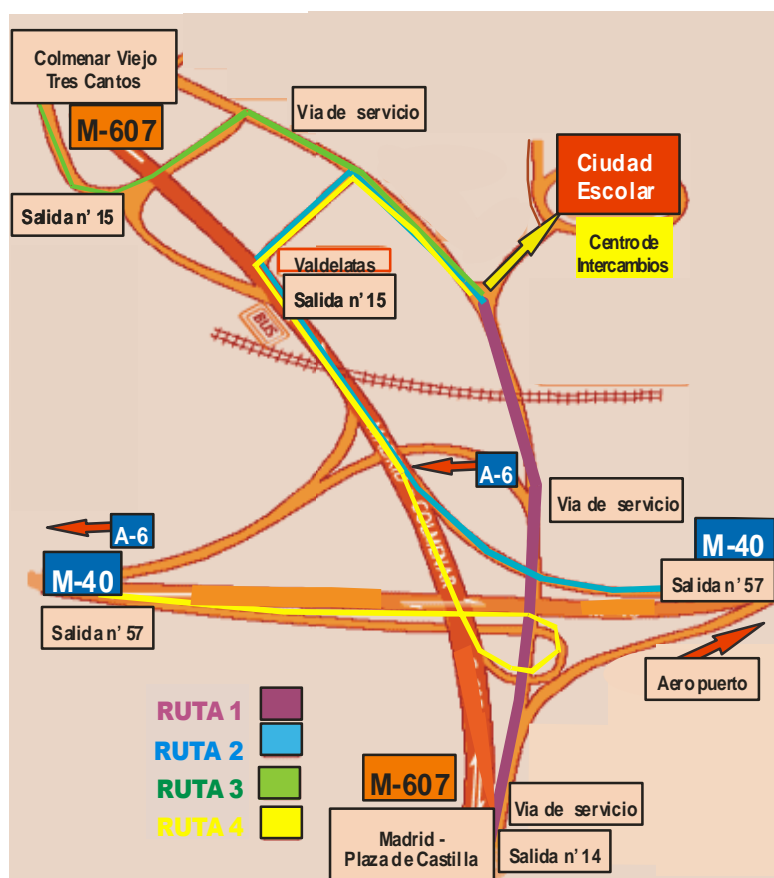 Colmenar Viejo
Tres Cantos
M-607
Via de servicio
Ciudad
Escolar
Salida n' 15
Centro de
Intercambios
Valdelatas
Salida n' 15
BUS
A-6
Via de servicio
A-6
COLMENAR
M-40
M-40
Salida n' 57
Salida n' 57
Aeropuerto
RUTA 1
RUTA 2
RUTA 3
RUTA 4
M-607
Via de servicio
Madrid -
Plaza de Castilla
Salida n' 14